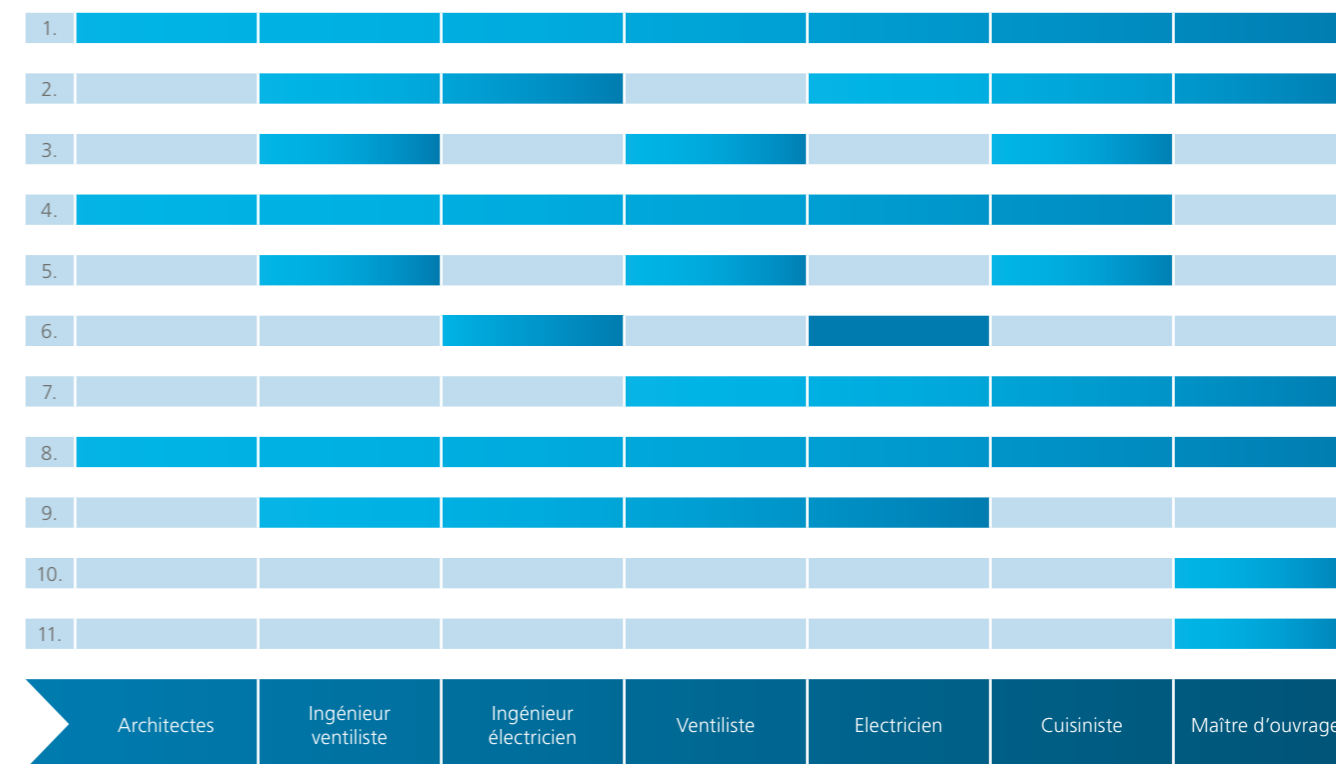 1.
2.
3.
4.
5.
6.
7.
8.
9.
10.
11.
Architectes
Ingénieur
ventiliste
Ingénieur
électricien
Ventiliste
Electricien
Cuisiniste
Maître d'ouvrage